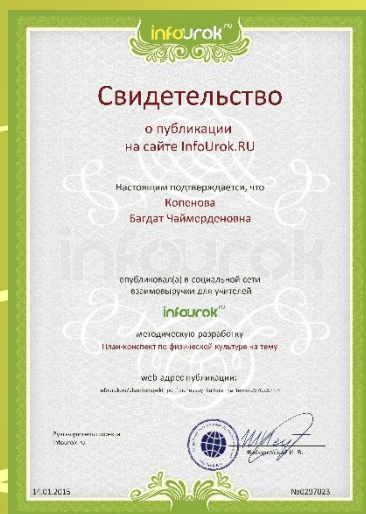 infourok ru
Свидетельство
о публикации
на сайте InfoUrok.RU
Настоящим подтверждается, что
Копенова
Багдат Чаймерденовна
опубликовал(а) в социальной сети
взаимовыручки для учителей
infourok ru
методическую разработку
План-конспект по физической культуре на тему
web адрес публикации:
Руководитель проекта
Infourok.ru
14.01.2015
№0297023